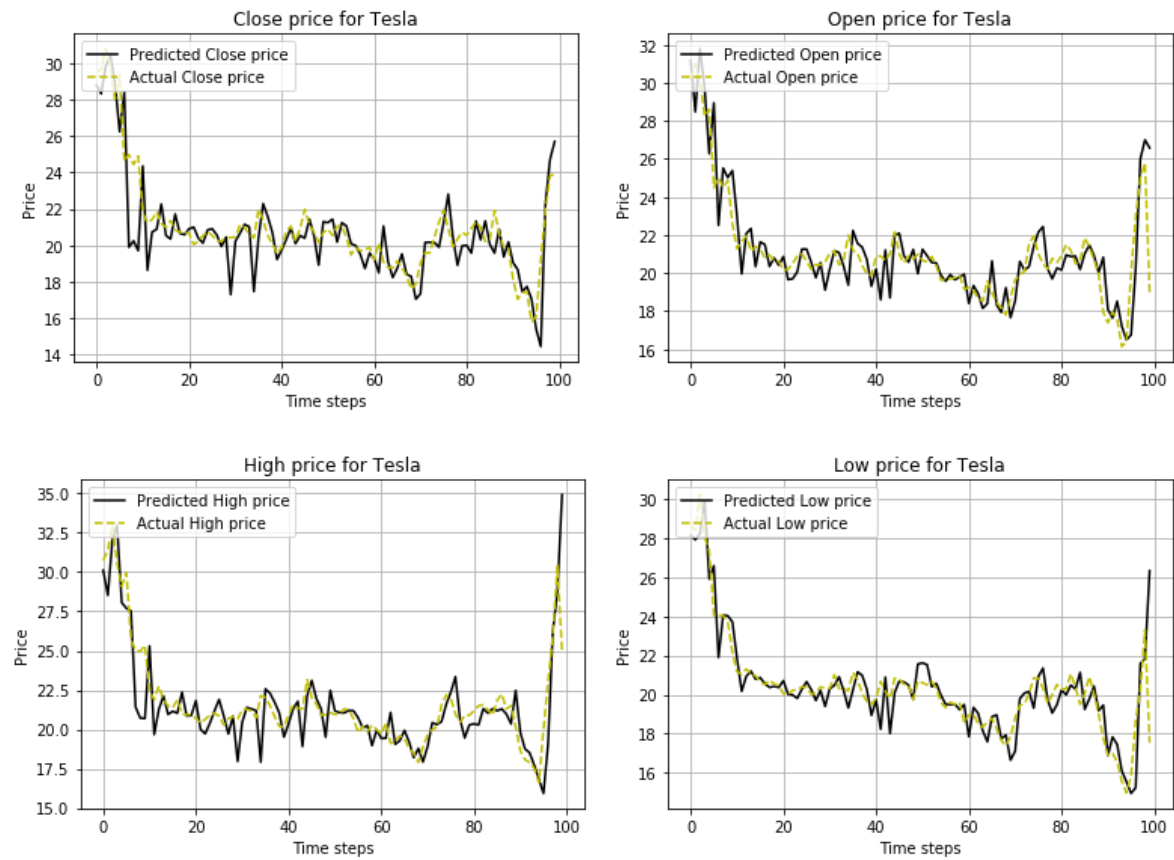 Close price for Tesla
Predicted Close price
Actual Close price
30
28
26
24
22
20
18
16
14
Price
0 20 40 60 80 100
Time steps
Open price for Tesla
Predicted Open price
Actual Open price
32
30
28
26
24
22
20
18
16
Price
0 20 40 60 80 100
Time steps
High price for Tesla
Predicted High price
Actual High price
35.0
32.5
30.0
27.5
25.0
22.5
20.0
17.5
15.0
Price
0 20 40 60 80 100
Time steps
Low price for Tesla
Predicted Low price
Actual Low price
30
28
26
24
22
20
18
16
Price
0 20 40 60 80 100
Time steps